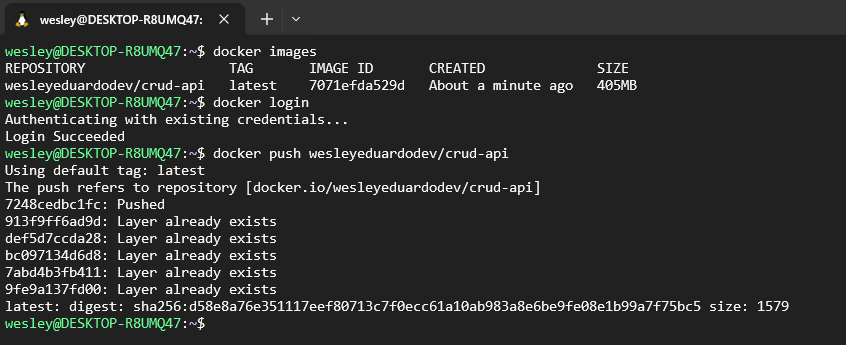 wesley@DESKTOP-R8UMQ47:
wesley@DESKTOP-R8UMQ47:~$ docker images
REPOSITORY                  TAG       IMAGE ID       CREATED              SIZE
wesleyeduardodev/crud-api   latest    7071efda529d   About a minute ago   405MB
wesley@DESKTOP-R8UMQ47:~$ docker login
Authenticating with existing credentials...
Login Succeeded
wesley@DESKTOP-R8UMQ47:~$ docker push wesleyeduardodev/crud-api
Using default tag: latest
The push refers to repository [docker.io/wesleyeduardodev/crud-api]
7248cedbc1fc: Pushed
913f9ff6ad9d: Layer already exists
def5d7ccda28: Layer already exists
bc097134d6d8: Layer already exists
7abd4b3fb411: Layer already exists
9fe9a137fd00: Layer already exists
latest: digest: sha256:d58e8a76e351117eef80713c7f0ecc61a10ab983a8e6be9fe08e1b99a7f75bc5 size: 1579
wesley@DESKTOP-R8UMQ47:~$